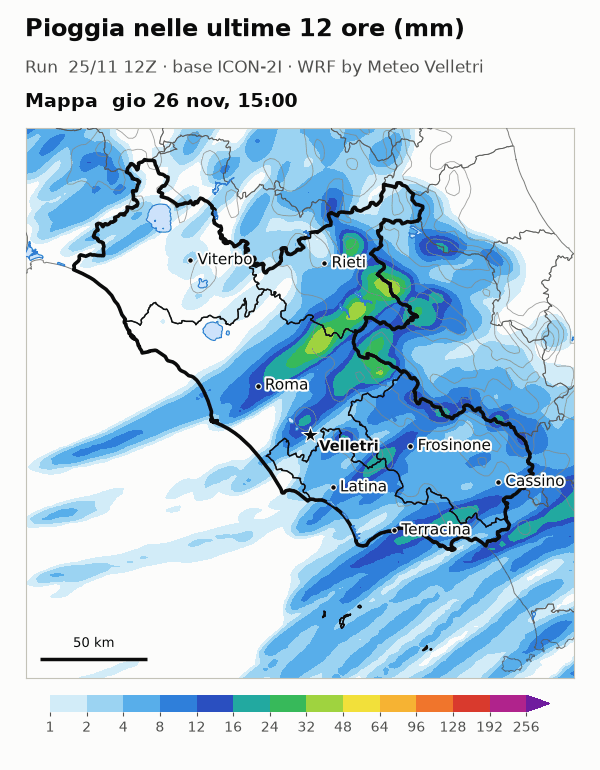 Pioggia nelle ultime 12 ore (mm)
Run  25/11 12Z · base ICON-2I · WRF by Meteo Velletri
Mappa  gio 26 nov, 15:00
Viterbo
Rieti
Roma
Velletri
Frosinone
Cassino
Latina
Terracina
50 km
1 2 4 8 12 16 24 32 48 64 96 128 192 256